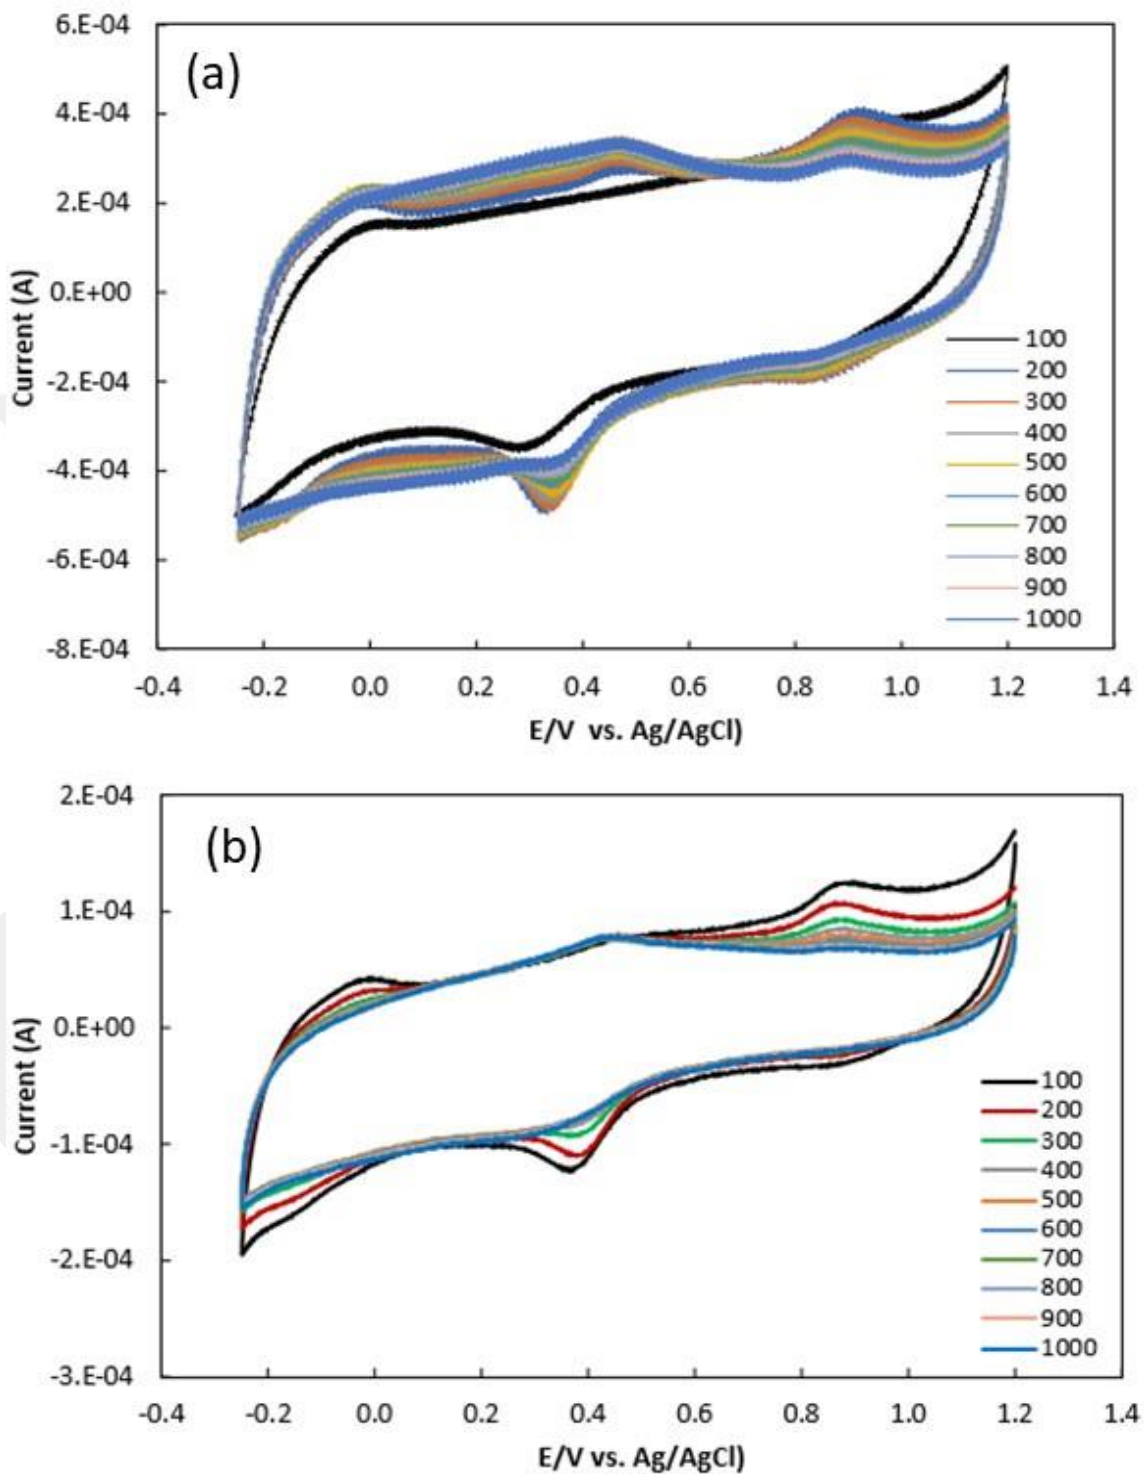 6.E-04
(a)
4.E-04
2.E-04
0.E+00
-2.E-04
-4.E-04
-6.E-04
-8.E-04
Current (A)
100
200
300
400
500
600
700
800
900
1000
-0.4 -0.2 0.0 0.2 0.4 0.6 0.8 1.0 1.2 1.4
E/V vs. Ag/AgCl)
2.E-04
(b)
1.E-04
0.E+00
-1.E-04
-2.E-04
-3.E-04
Current (A)
100
200
300
400
500
600
700
800
900
1000
-0.4 -0.2 0.0 0.2 0.4 0.6 0.8 1.0 1.2 1.4
E/V vs. Ag/AgCl)